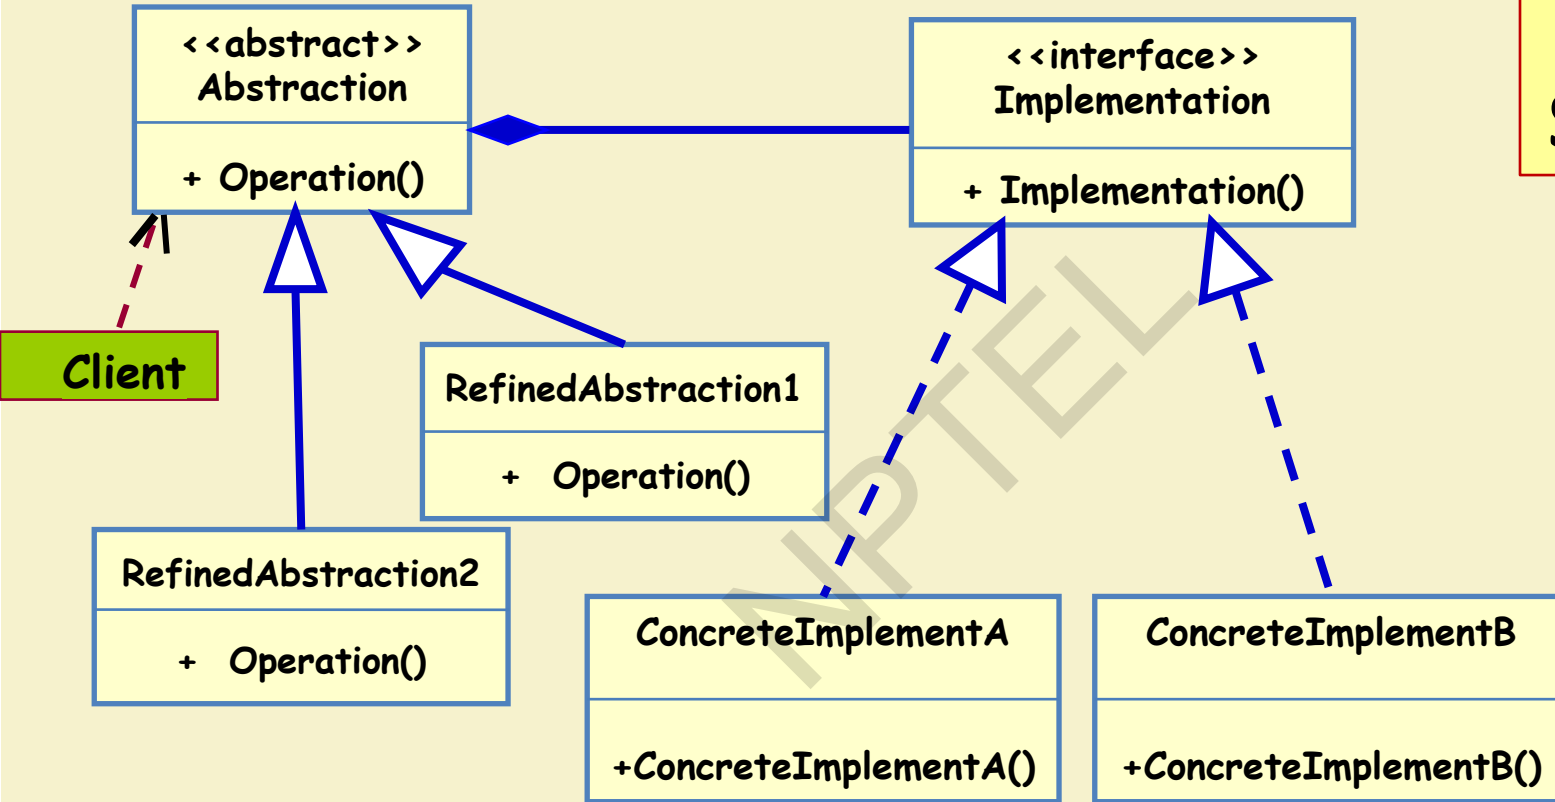 <<abstract>>
Abstraction
+ Operation()
<<interface>>
Implementation
+ Implementation()
Client
RefinedAbstraction1
+ Operation()
RefinedAbstraction2
+ Operation()
ConcreteImplementA
+ConcreteImplementA()
ConcreteImplementB
+ConcreteImplementB()
NPTEL